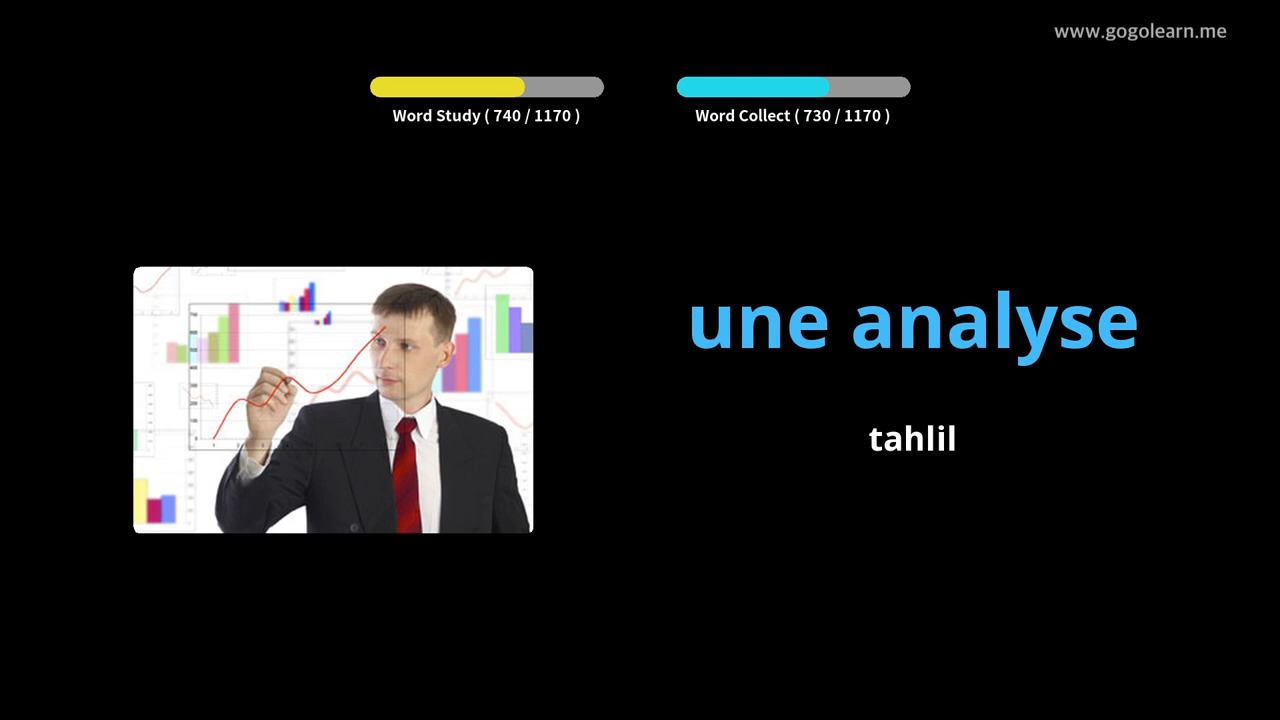 www.gogolearn.me
Word Study ( 740 / 1170 )
Word Collect ( 730 / 1170 )
une analyse
tahlil